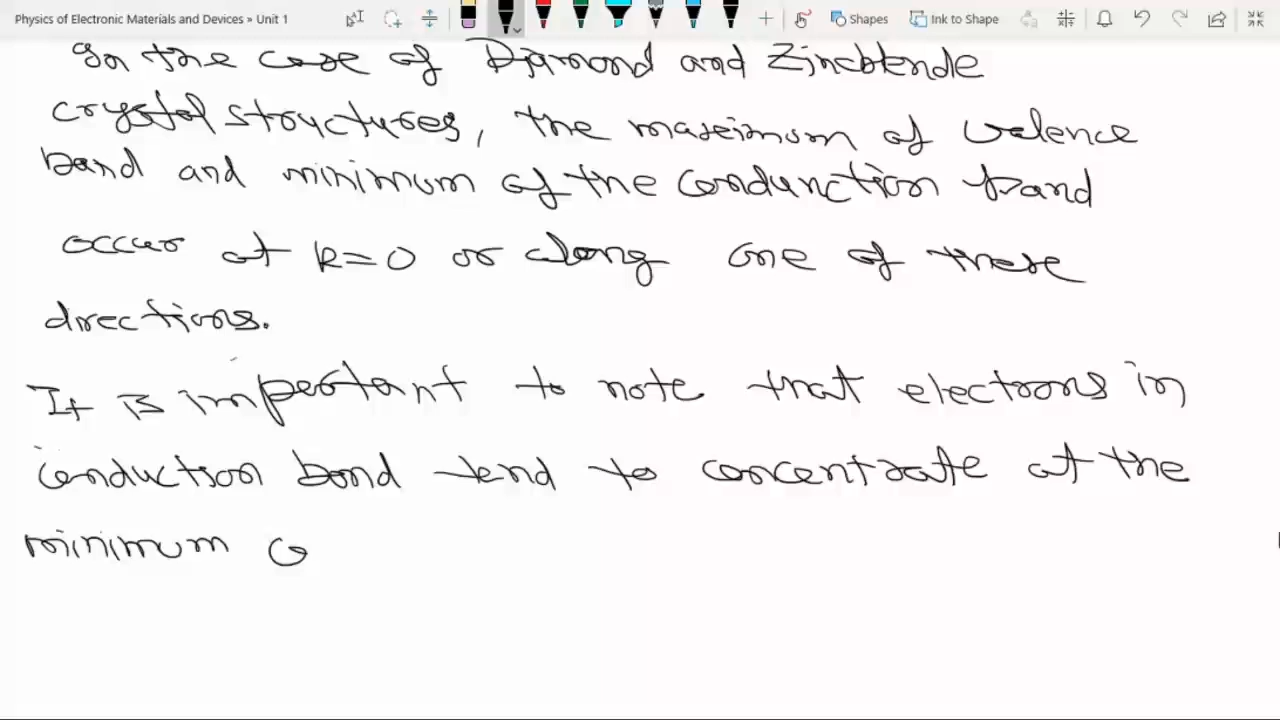 Physics of Electronic Materials and Devices » Unit 1
Shapes
Ink to Shape
In the case of Diamond and Zincblende
crystal structures, the maximum of valence
band and minimum of the condunction band
occur at k=0 or along one of these
directions.
It is important to note that electrons in
conduction band tend to concentrate at the
minimum